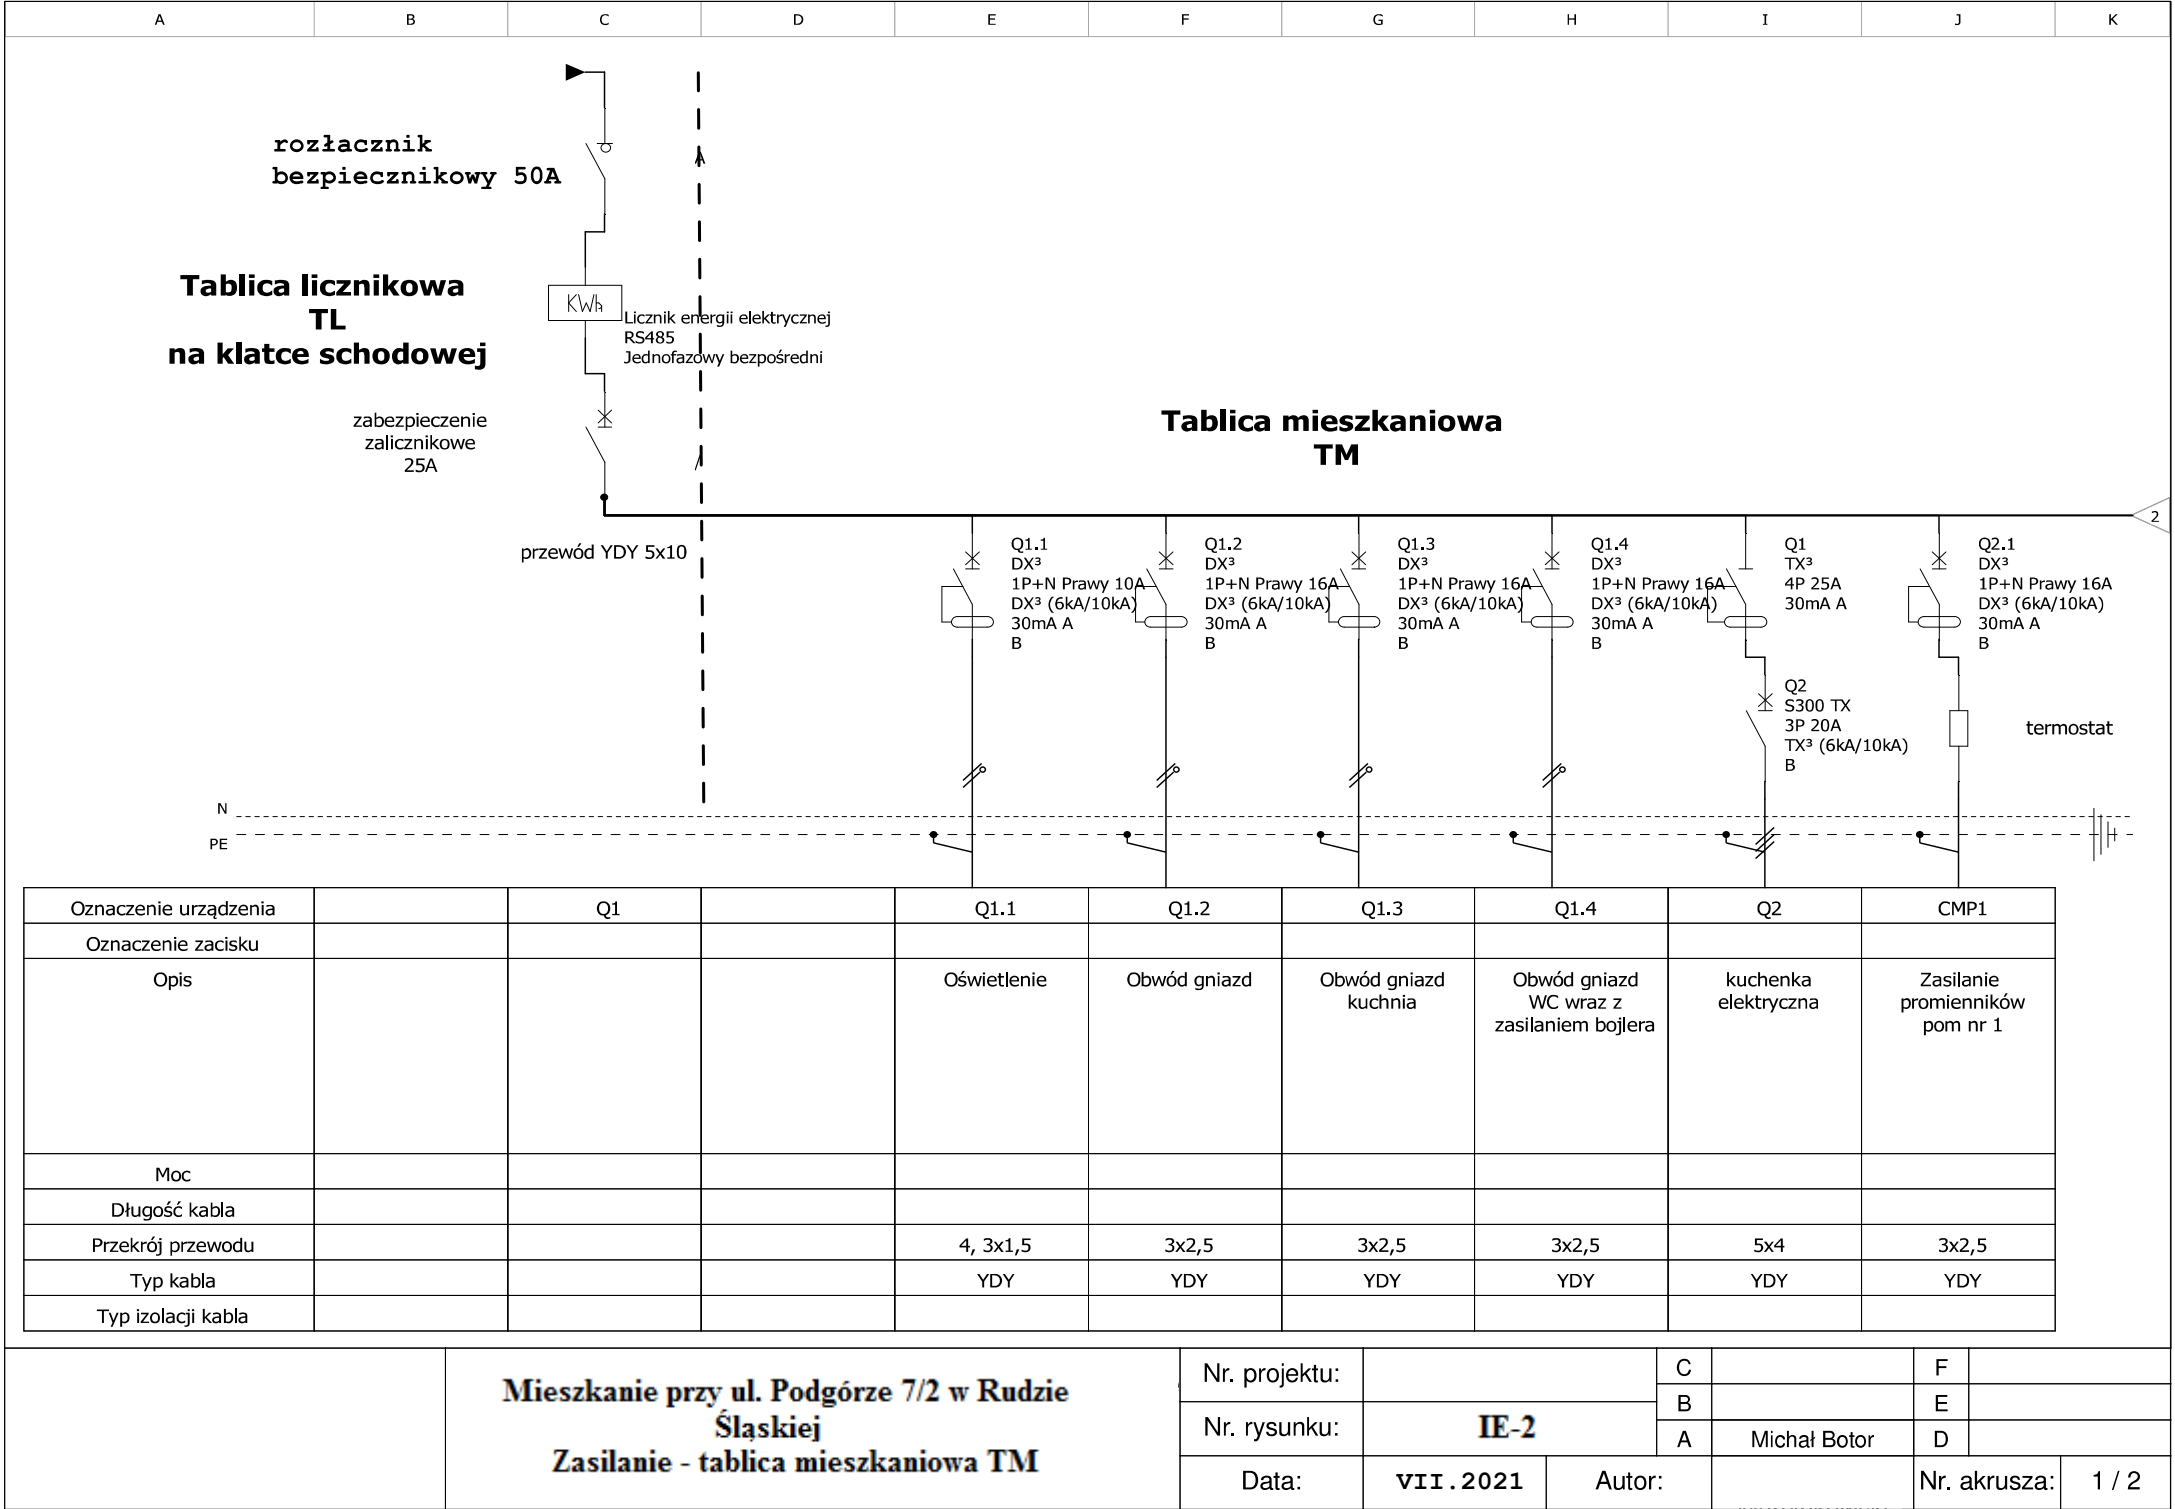 A B C D E F G H I J K
rozłacznik
bezpiecznikowy 50A
Tablica licznikowa
TL
na klatce schodowej
KWh
Licznik energii elektrycznej
RS485
Jednofazowy bezpośredni
zabezpieczenie
zalicznikowe
25A
Tablica mieszkaniowa
TM
2
przewód YDY 5x10
Q1.1
DX³
1P+N Prawy 10A
DX³ (6kA/10kA)
30mA A
B
Q1.2
DX³
1P+N Prawy 16A
DX³ (6kA/10kA)
30mA A
B
Q1.3
DX³
1P+N Prawy 16A
DX³ (6kA/10kA)
30mA A
B
Q1.4
DX³
1P+N Prawy 16A
DX³ (6kA/10kA)
30mA A
B
Q1
TX³
4P 25A
30mA A
Q2
S300 TX
3P 20A
TX³ (6kA/10kA)
B
Q2.1
DX³
1P+N Prawy 16A
DX³ (6kA/10kA)
30mA A
B
termostat
N
PE
Oznaczenie urządzenia Q1 Q1.1 Q1.2 Q1.3 Q1.4 Q2 CMP1
Oznaczenie zacisku
Opis Oświetlenie Obwód gniazd Obwód gniazd Obwód gniazd kuchenka Zasilanie
kuchnia WC wraz z elektryczna promienników
zasilaniem bojlera pom nr 1
Moc
Długość kabla
Przekrój przewodu 4, 3x1,5 3x2,5 3x2,5 3x2,5 5x4 3x2,5
Typ kabla YDY YDY YDY YDY YDY YDY
Typ izolacji kabla
Mieszkanie przy ul. Podgórze 7/2 w Rudzie
Śląskiej
Zasilanie - tablica mieszkaniowa TM
Nr. projektu:
Nr. rysunku: IE-2
Data: VII.2021 Autor:
C F
B E
A Michał Botor D
Nr. akrusza: 1 / 2